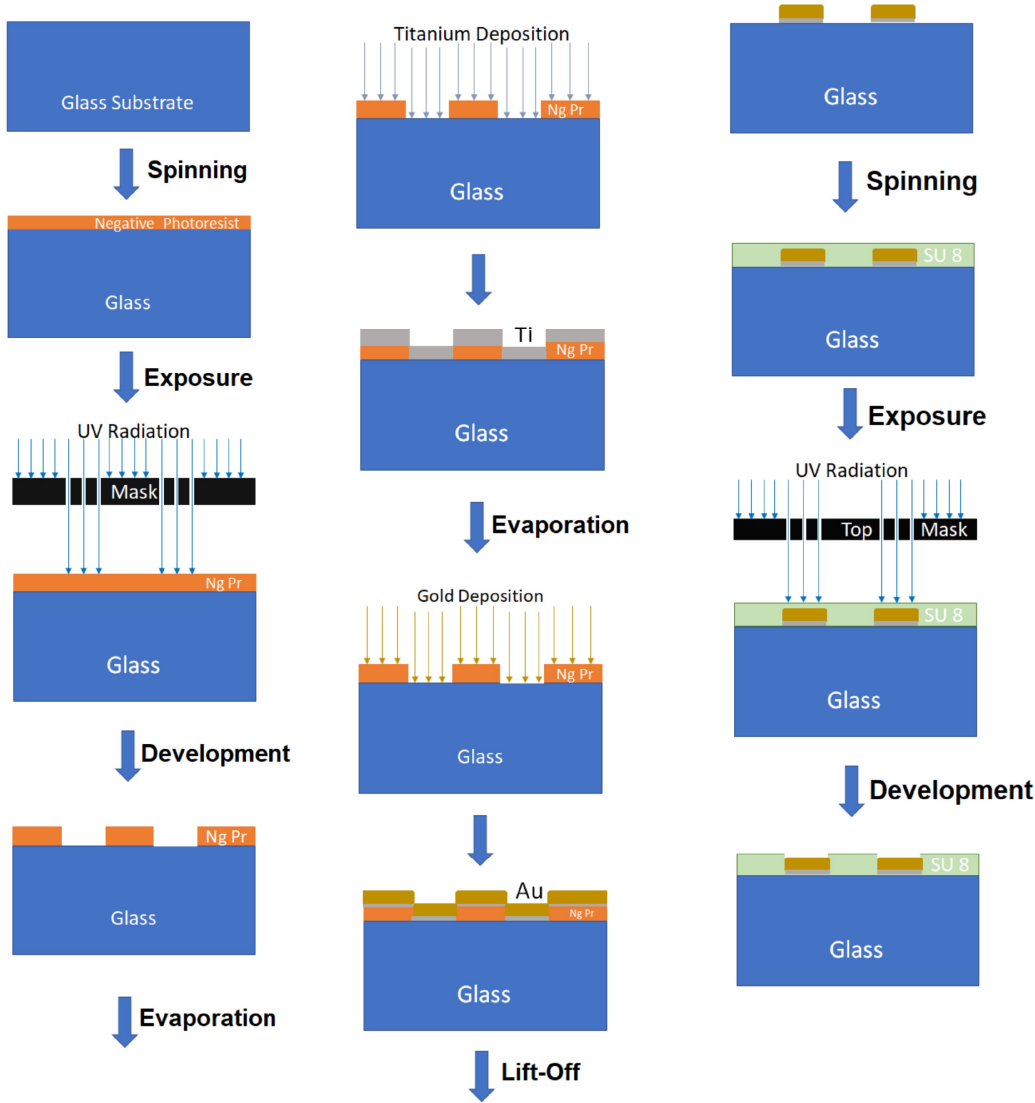 Glass Substrate
Spinning
Negative Photoresist
Glass
Exposure
UV Radiation
Mask
Ng Pr
Glass
Development
Ng Pr
Glass
Evaporation
Titanium Deposition
Ng Pr
Glass
Ti
Ng Pr
Glass
Evaporation
Gold Deposition
Ng Pr
Glass
Au
Ng Pr
Glass
Lift-Off
Glass
Spinning
SU 8
Glass
Exposure
UV Radiation
Top Mask
SU 8
Glass
Development
SU 8
Glass